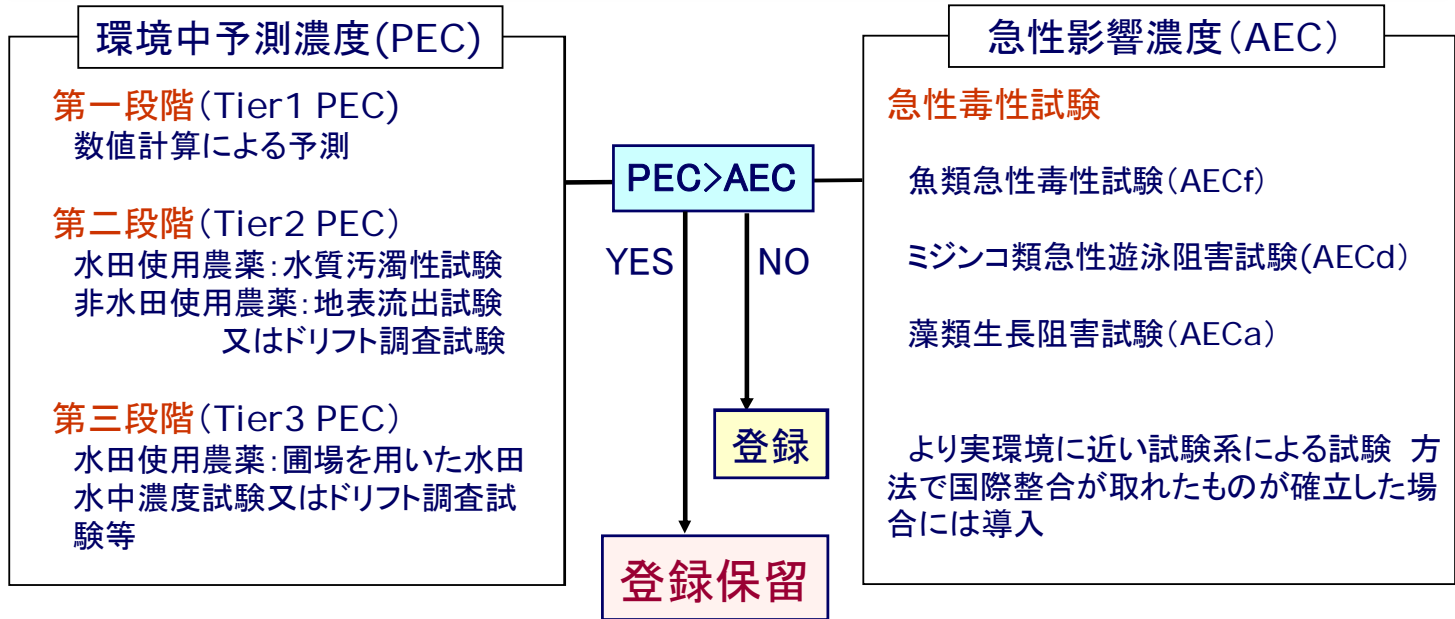 環境中予測濃度(PEC)
第一段階(Tier1 PEC)
数値計算による予測
第二段階(Tier2 PEC)
水田使用農薬:水質汚濁性試験
非水田使用農薬:地表流出試験
又はドリフト調査試験
第三段階(Tier3 PEC)
水田使用農薬:圃場を用いた水田
水中濃度試験又はドリフト調査試
験等
PEC>AEC
YES
NO
登録
登録保留
急性影響濃度(AEC)
急性毒性試験
魚類急性毒性試験(AECf)
ミジンコ類急性遊泳阻害試験(AECd)
藻類生長阻害試験(AECa)
より実環境に近い試験系による試験 方
法で国際整合が取れたものが確立した場
合には導入